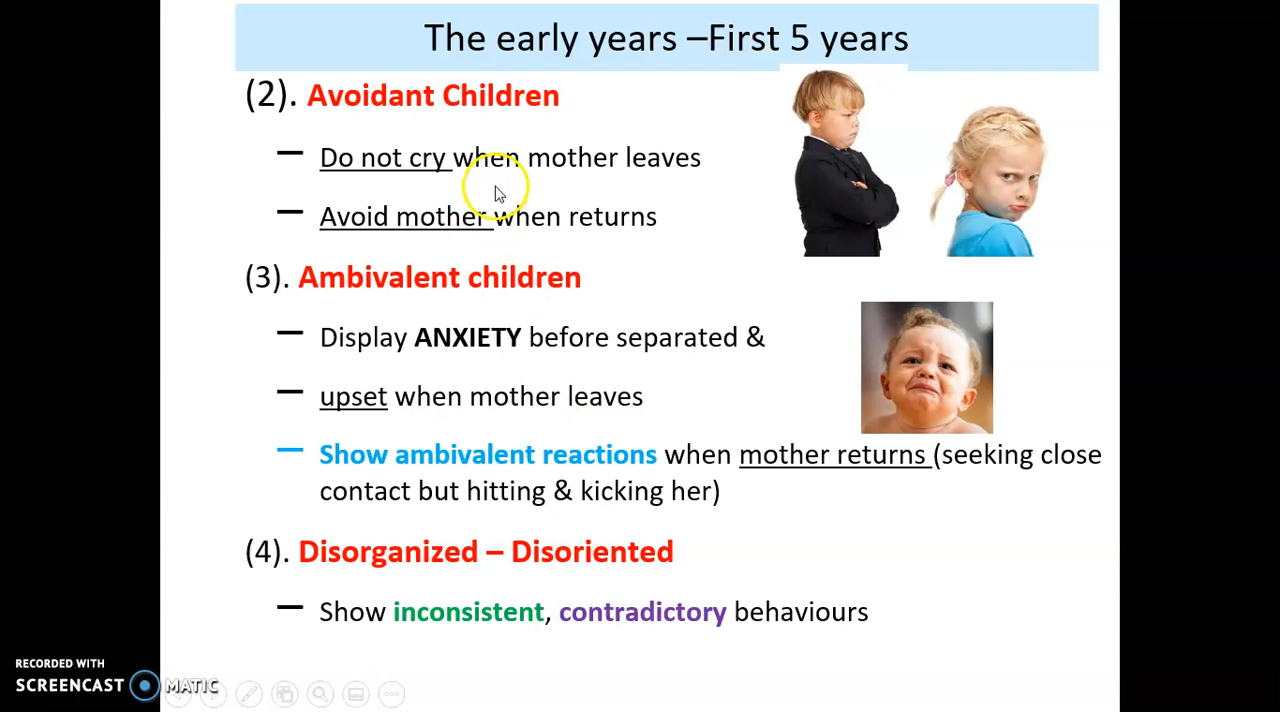 The early years –First 5 years
(2). Avoidant Children
– Do not cry when mother leaves
– Avoid mother when returns
(3). Ambivalent children
– Display ANXIETY before separated &
– upset when mother leaves
– Show ambivalent reactions when mother returns (seeking close
contact but hitting & kicking her)
(4). Disorganized – Disoriented
– Show inconsistent, contradictory behaviours
RECORDED WITH
SCREENCAST MATIC